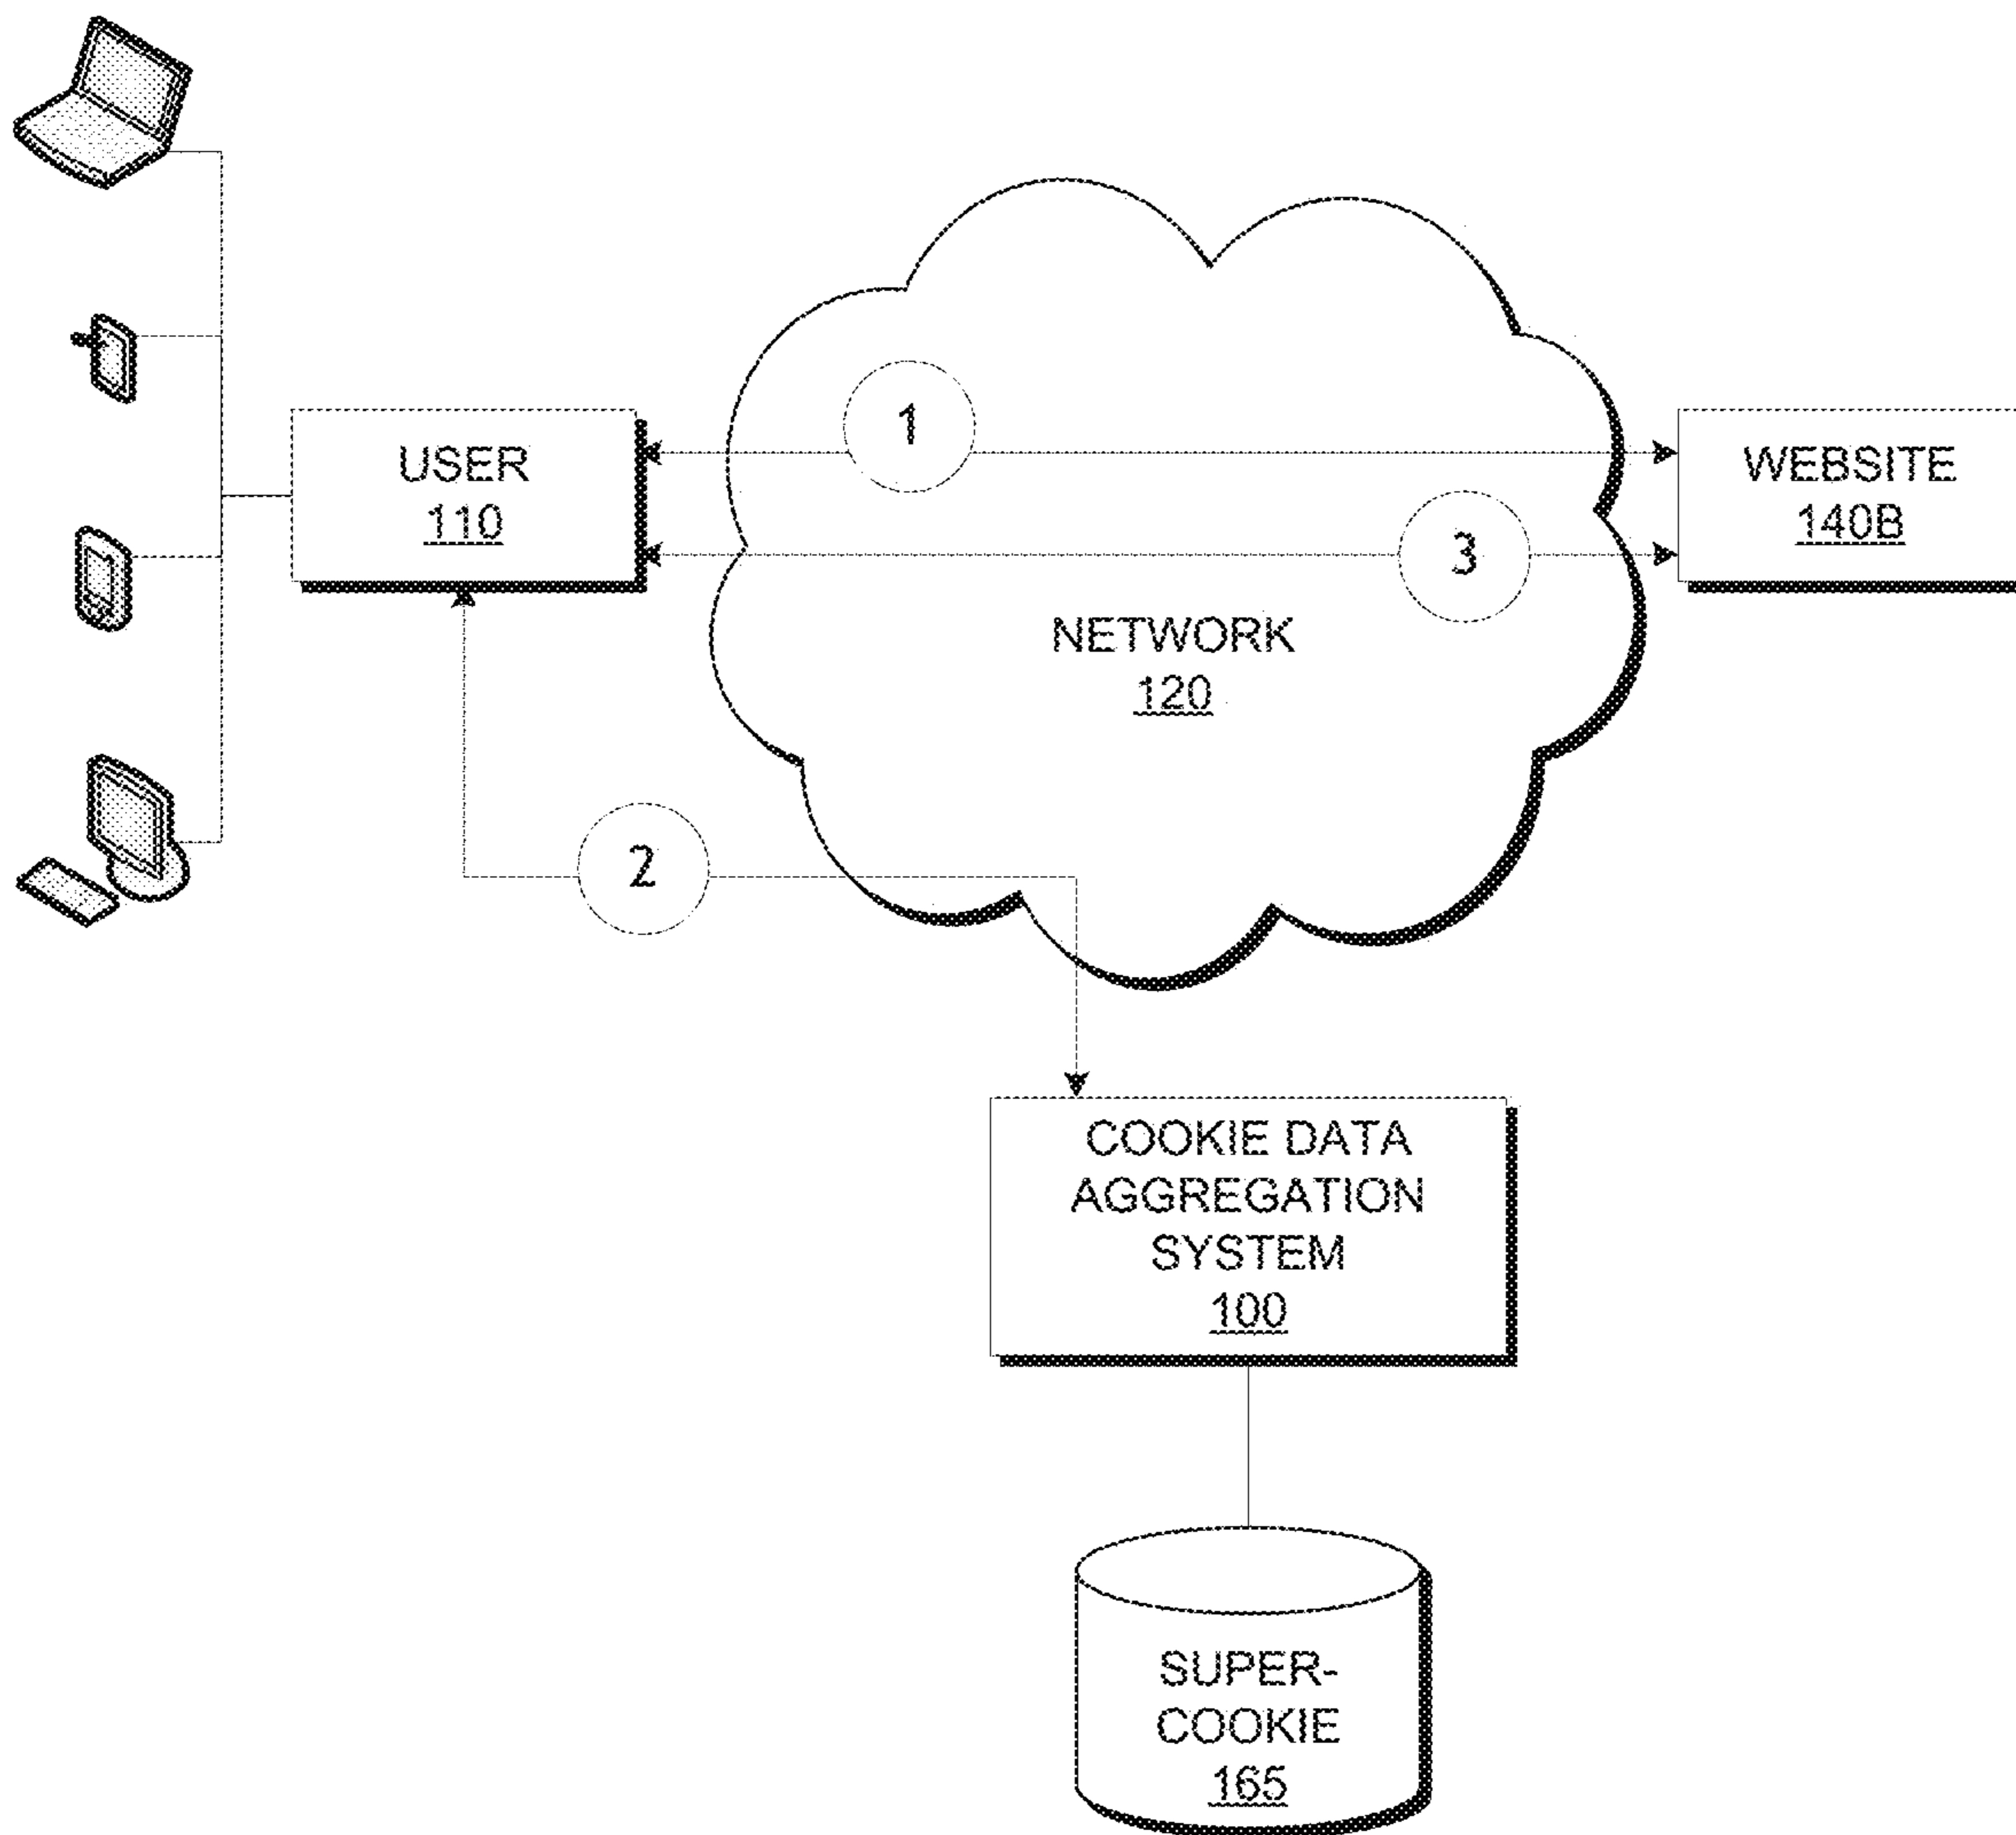 1
USER
110
WEBSITE
140B
3
NETWORK
120
2
COOKIE DATA
AGGREGATION
SYSTEM
100
SUPER-
COOKIE
165